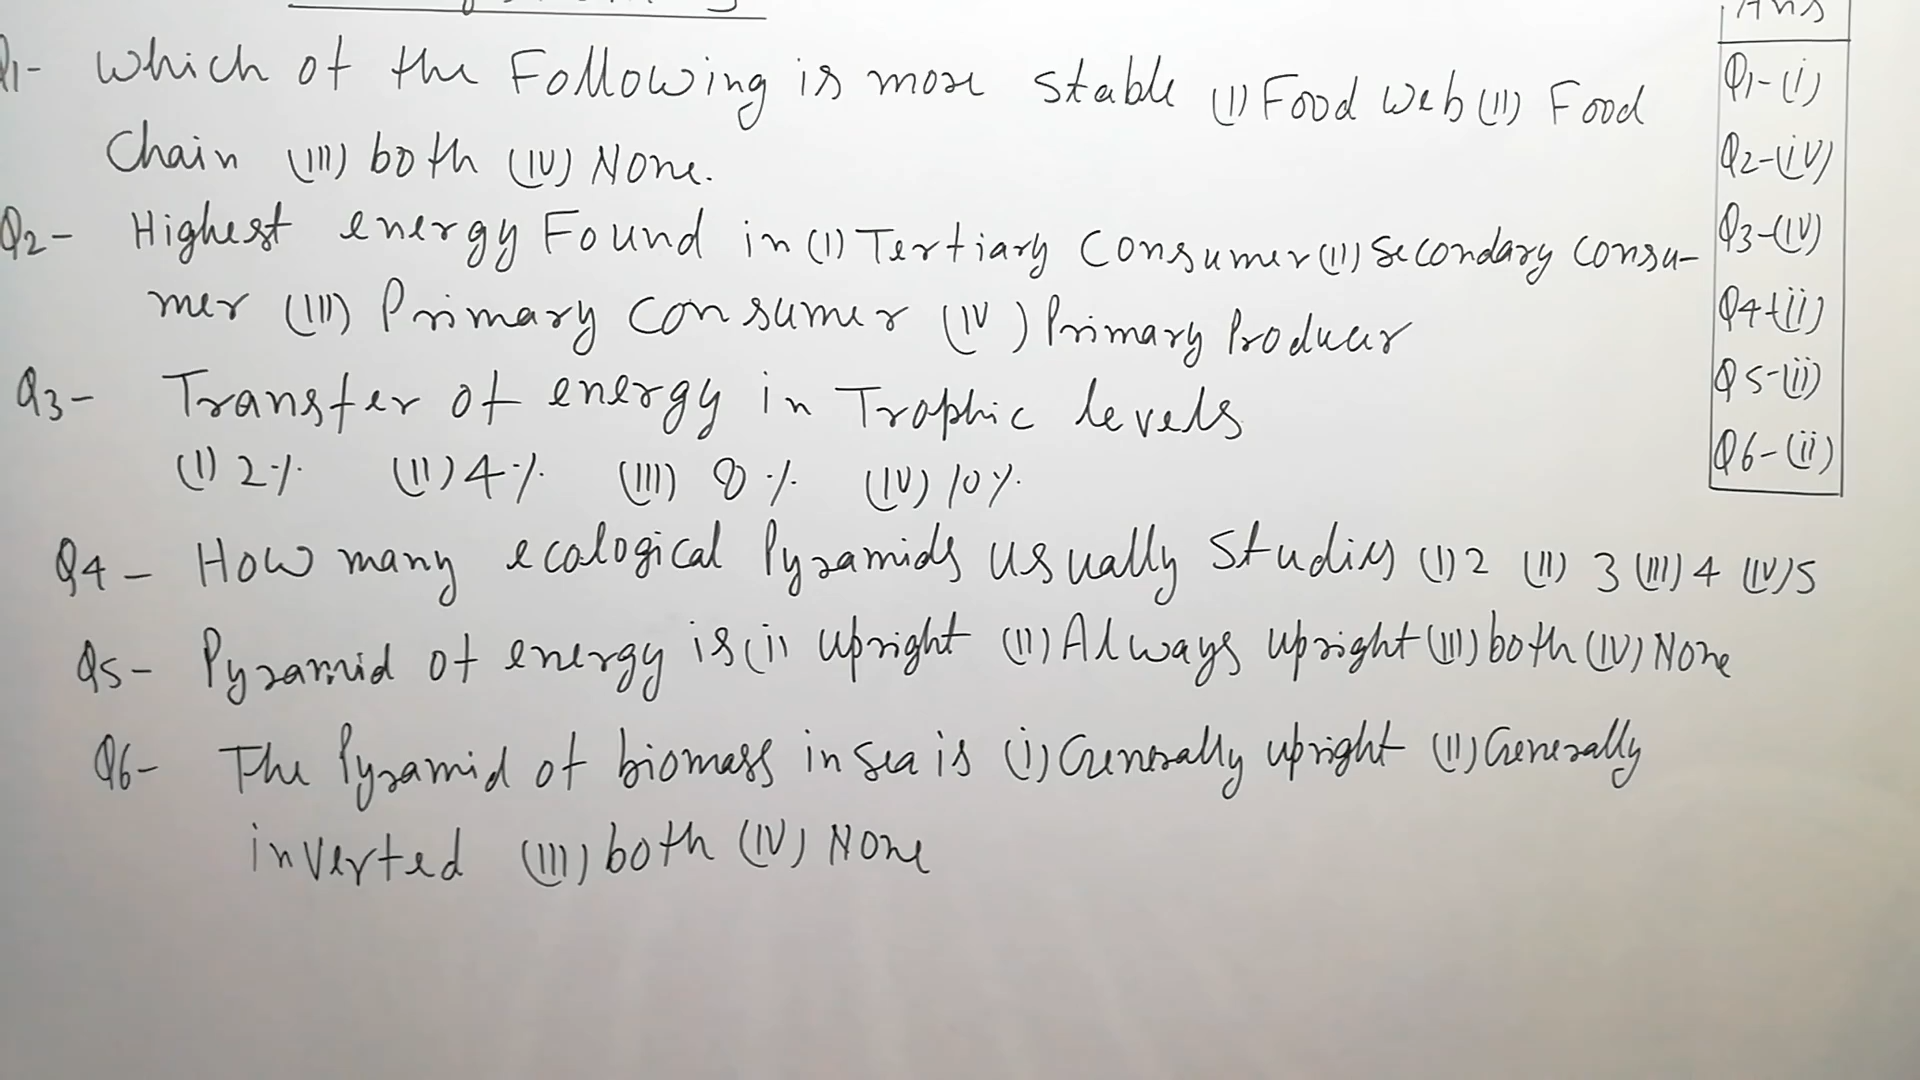 Ans
Q1- Which of the Following is more stable (I) Food Web (II) Food
Chain (III) both (IV) None.
Q2- Highest energy Found in (I) Tertiary Consumer (II) Secondary Consu-
mer (III) Primary Consumer (IV) Primary Producer
Q3- Transfer of energy in Trophic levels
(I) 2% (II) 4% (III) 8% (IV) 10%
Q4- How many ecological Pyramids usually Studies (I) 2 (II) 3 (III) 4 (IV) 5
Q5- Pyramid of energy is (i) upright (II) Always upright (III) both (IV) None
Q6- The Pyramid of biomass in sea is (i) Generally upright (II) Generally
inverted (III) both (IV) None
Q1-(i)
Q2-(iv)
Q3-(IV)
Q4-(ii)
Q5-(ii)
Q6-(ii)